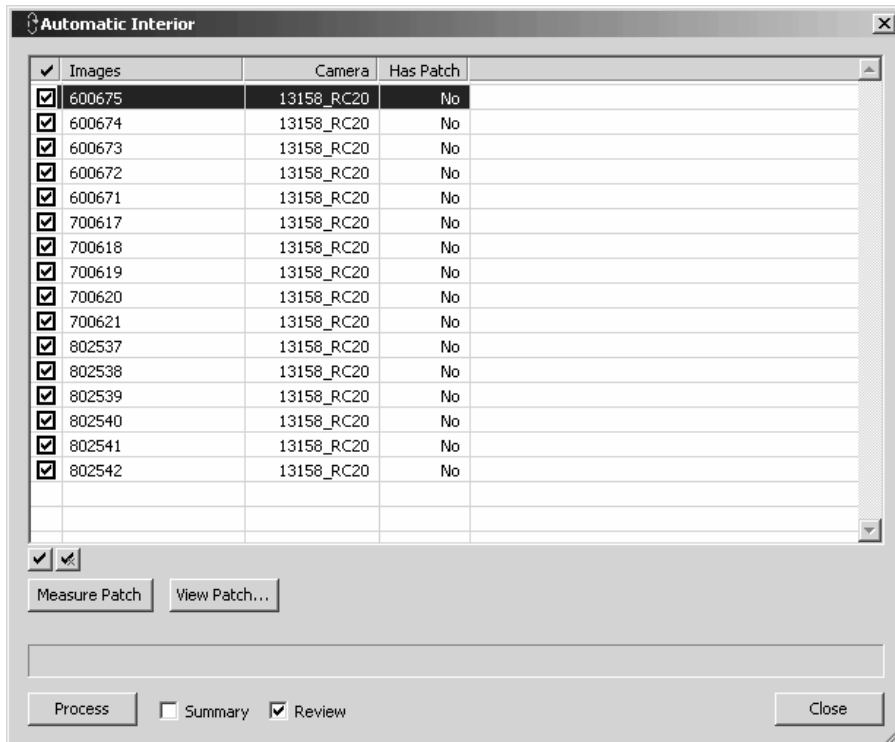 Automatic Interior
Images Camera Has Patch
600675 13158_RC20 No
600674 13158_RC20 No
600673 13158_RC20 No
600672 13158_RC20 No
600671 13158_RC20 No
700617 13158_RC20 No
700618 13158_RC20 No
700619 13158_RC20 No
700620 13158_RC20 No
700621 13158_RC20 No
802537 13158_RC20 No
802538 13158_RC20 No
802539 13158_RC20 No
802540 13158_RC20 No
802541 13158_RC20 No
802542 13158_RC20 No
Measure Patch View Patch...
Process Summary Review Close